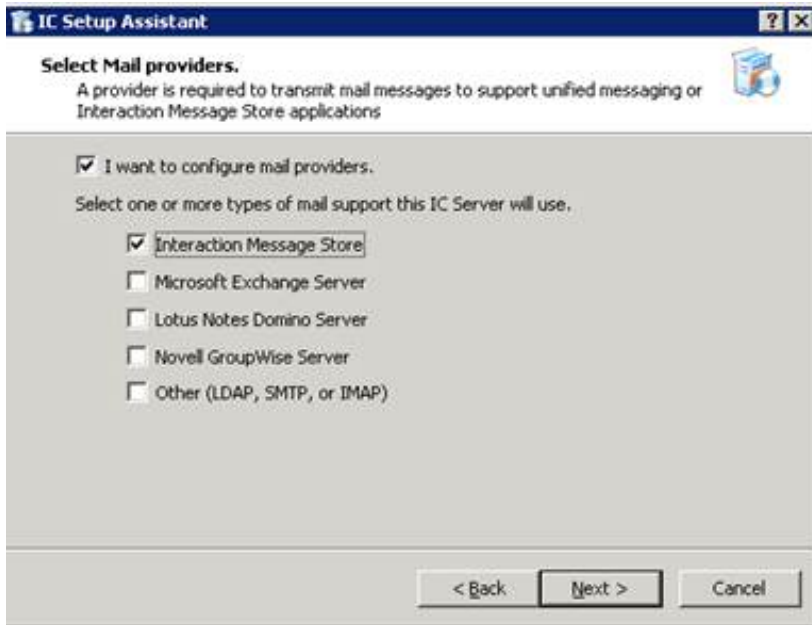 IC Setup Assistant
Select Mail providers.
A provider is required to transmit mail messages to support unified messaging or
Interaction Message Store applications
I want to configure mail providers.
Select one or more types of mail support this IC Server will use.
Interaction Message Store
Microsoft Exchange Server
Lotus Notes Domino Server
Novell GroupWise Server
Other (LDAP, SMTP, or IMAP)
< Back Next > Cancel